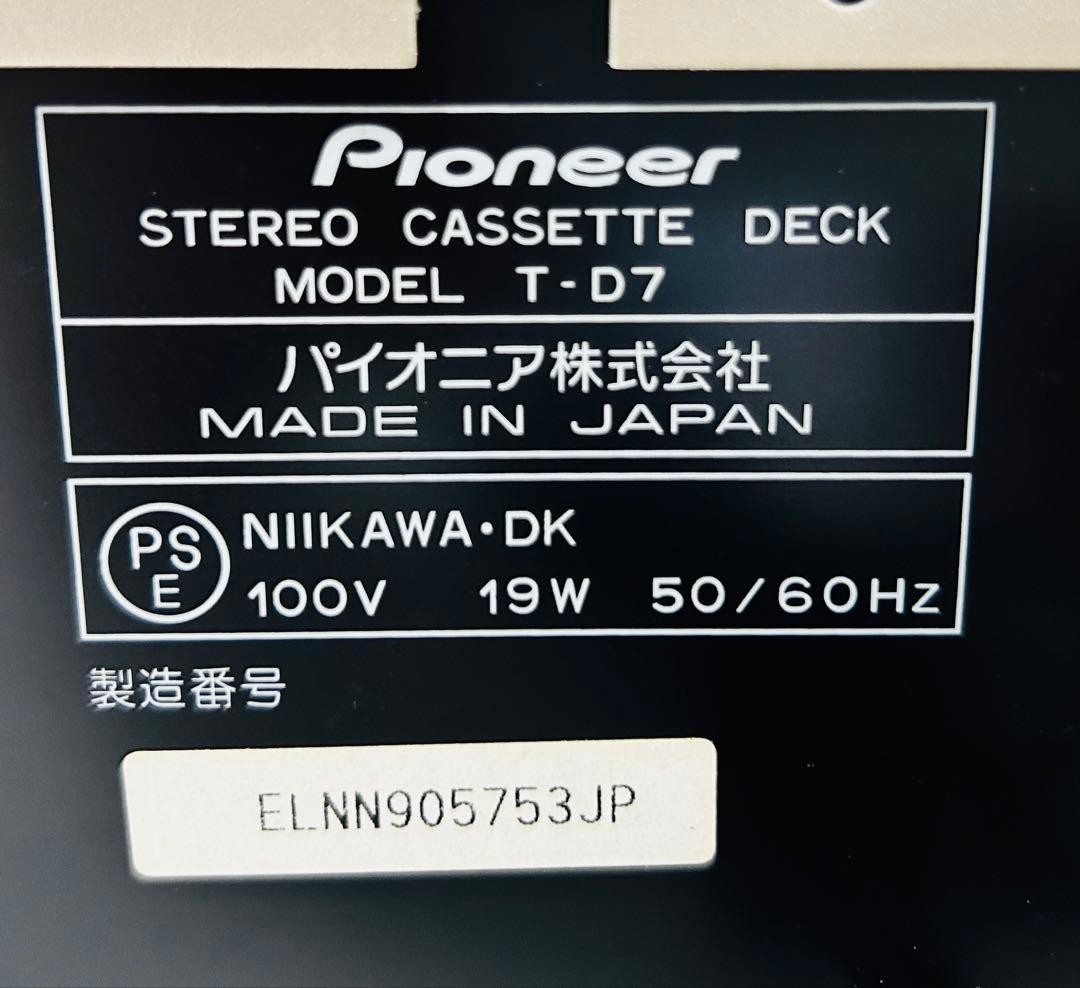 Pioneer
STEREO CASSETTE DECK
MODEL T-D7
パイオニア株式会社
MADE IN JAPAN
PS
E
NIIKAWA・DK
100V 19W 50/60Hz
製造番号
ELNN905753JP